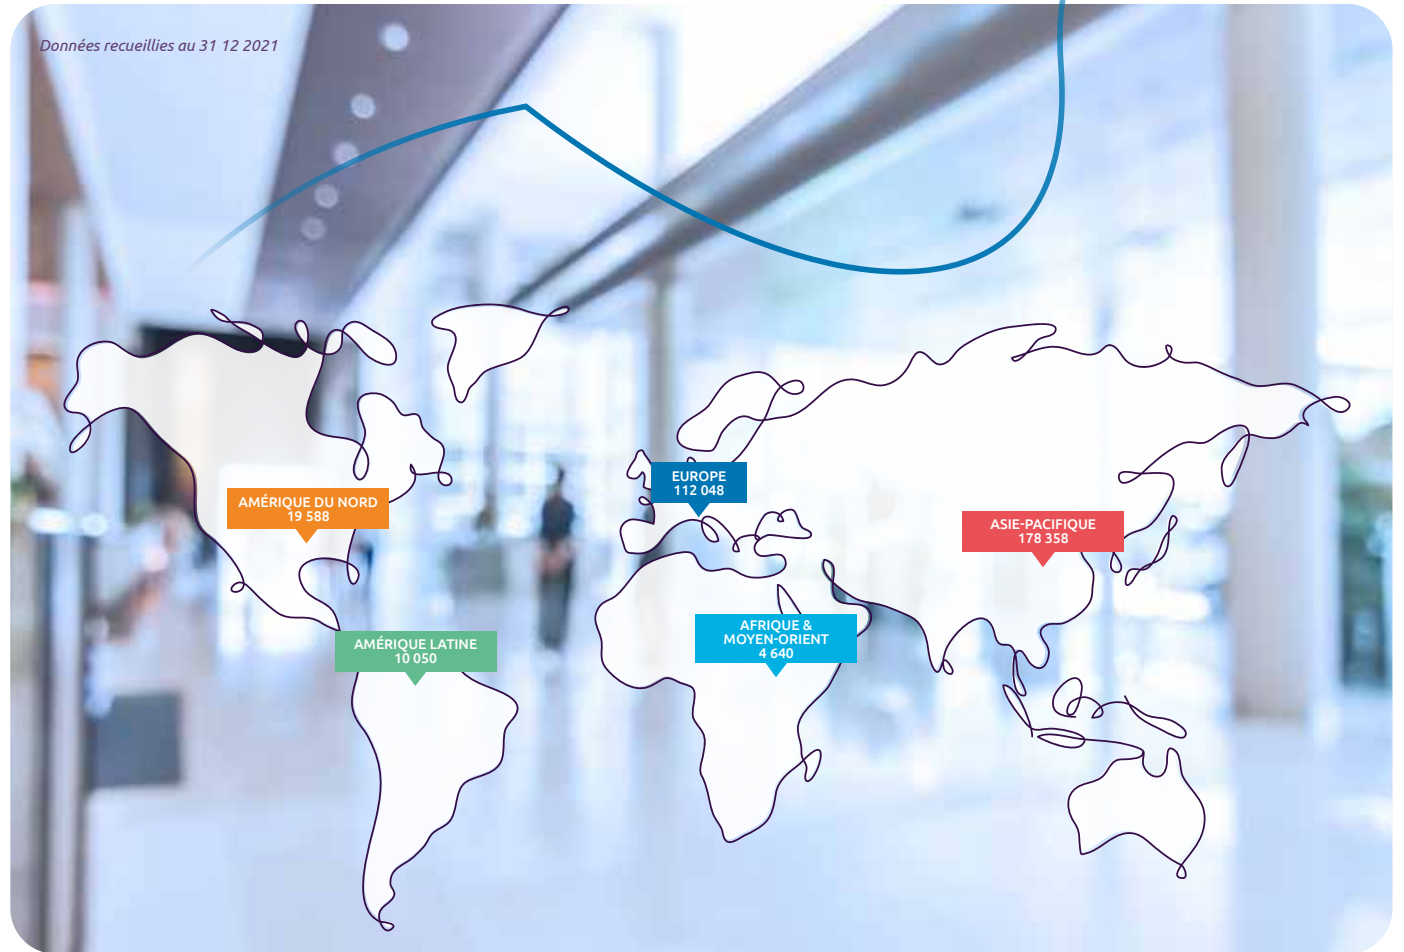 Données recueillies au 31 12 2021
EUROPE
112 048
AMÉRIQUE DU NORD
19 588
ASIE-PACIFIQUE
178 358
AFRIQUE &
MOYEN-ORIENT
4 640
AMÉRIQUE LATINE
10 050